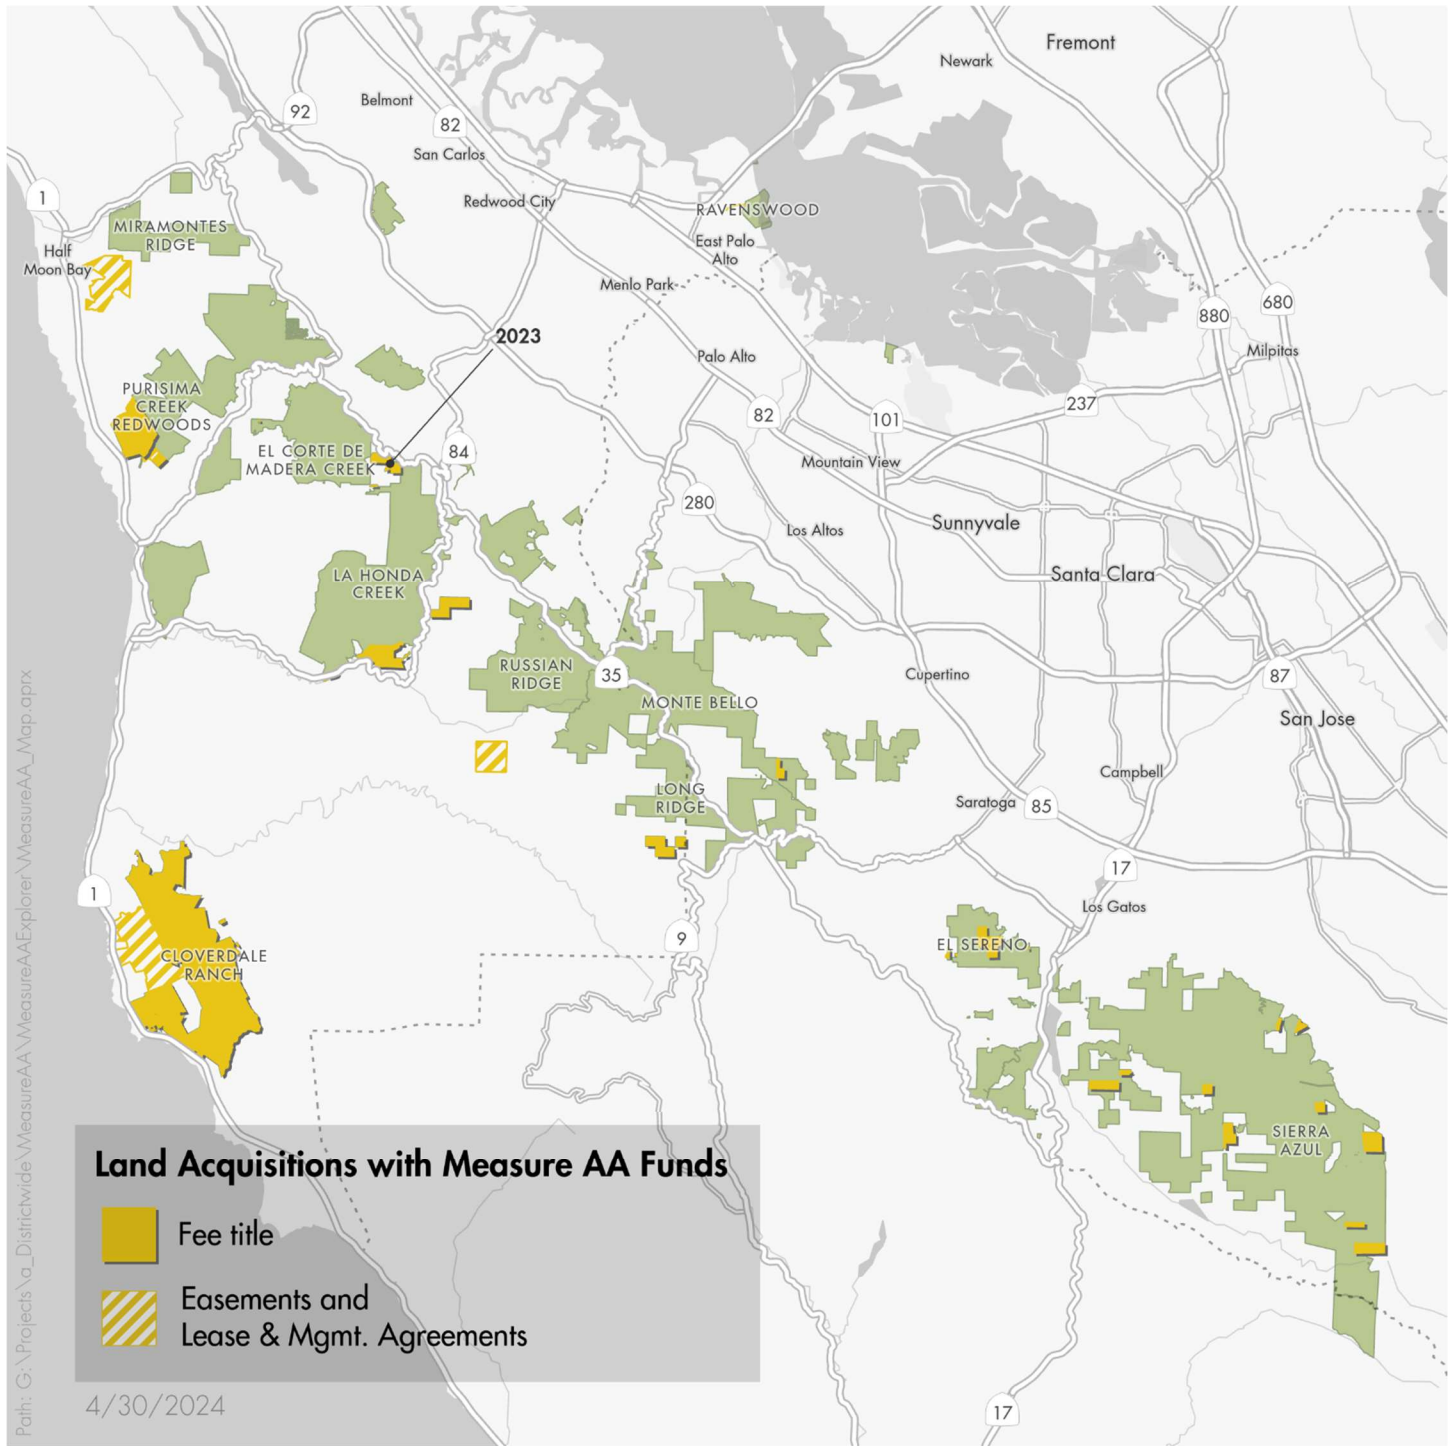 Fremont
Newark
92
Belmont
82
San Carlos
1
Redwood City
RAVENSWOOD
MIRAMONTES
RIDGE
Half
Moon Bay
East Palo
Alto
Menlo Park
680
880
2023
Milpitas
Palo Alto
PURISIMA
CREEK
REDWOODS
237
82
101
EL CORTE DE
MADERA CREEK
84
Mountain View
280
Sunnyvale
Los Altos
Santa Clara
LA HONDA
CREEK
RUSSIAN
RIDGE
35
Cupertino
87
MONTE BELLO
San Jose
Campbell
LONG
RIDGE
Saratoga
85
17
1
Los Gatos
9
EL SERENO
CLOVERDALE
RANCH
SIERRA
AZUL
Land Acquisitions with Measure AA Funds
Fee title
Easements and
Lease & Mgmt. Agreements
4/30/2024
17
Path: G:\Projects\a_Districtwide\MeasureAA\MeasureAAExplorer\MeasureAA_Map.aprx